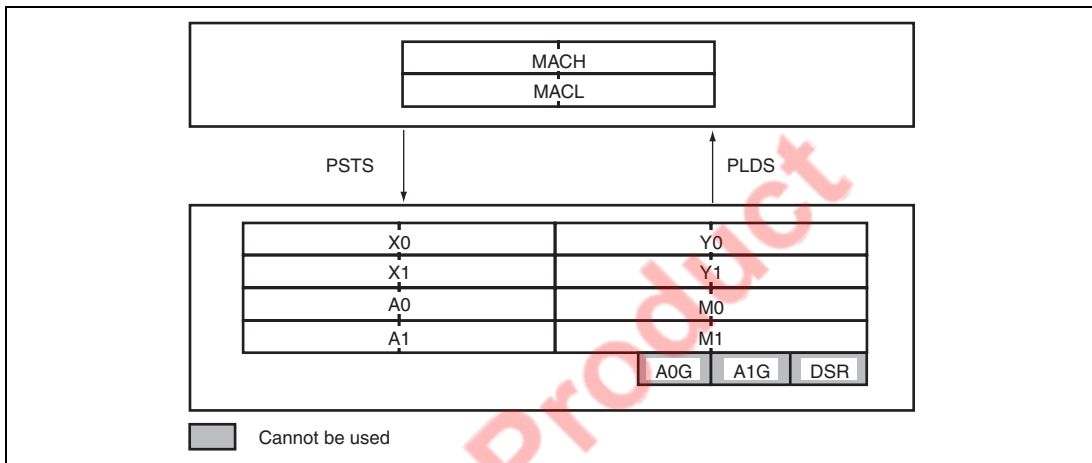 MACH
MACL
PSTS PLDS
X0 Y0
X1 Y1
A0 M0
A1 M1
A0G A1G DSR
Cannot be used
Product